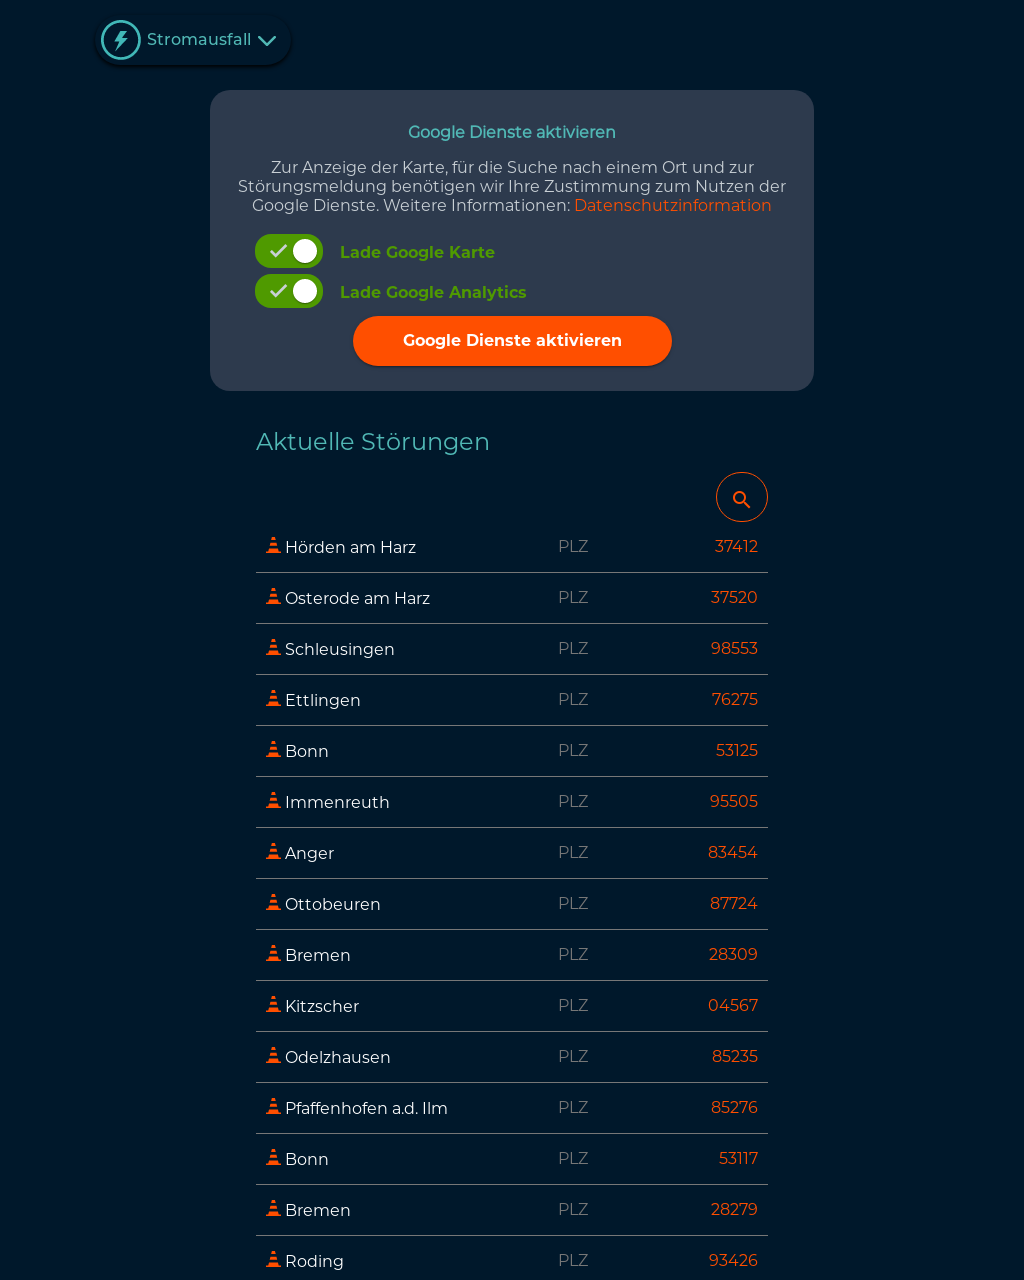 Stromausfall
Google Dienste aktivieren
Zur Anzeige der Karte, für die Suche nach einem Ort und zur
Störungsmeldung benötigen wir Ihre Zustimmung zum Nutzen der
Google Dienste. Weitere Informationen: Datenschutzinformation
Lade Google Karte
Lade Google Analytics
Google Dienste aktivieren
Aktuelle Störungen
Hörden am Harz PLZ 37412
Osterode am Harz PLZ 37520
Schleusingen PLZ 98553
Ettlingen PLZ 76275
Bonn PLZ 53125
Immenreuth PLZ 95505
Anger PLZ 83454
Ottobeuren PLZ 87724
Bremen PLZ 28309
Kitzscher PLZ 04567
Odelzhausen PLZ 85235
Pfaffenhofen a.d. Ilm PLZ 85276
Bonn PLZ 53117
Bremen PLZ 28279
Roding PLZ 93426